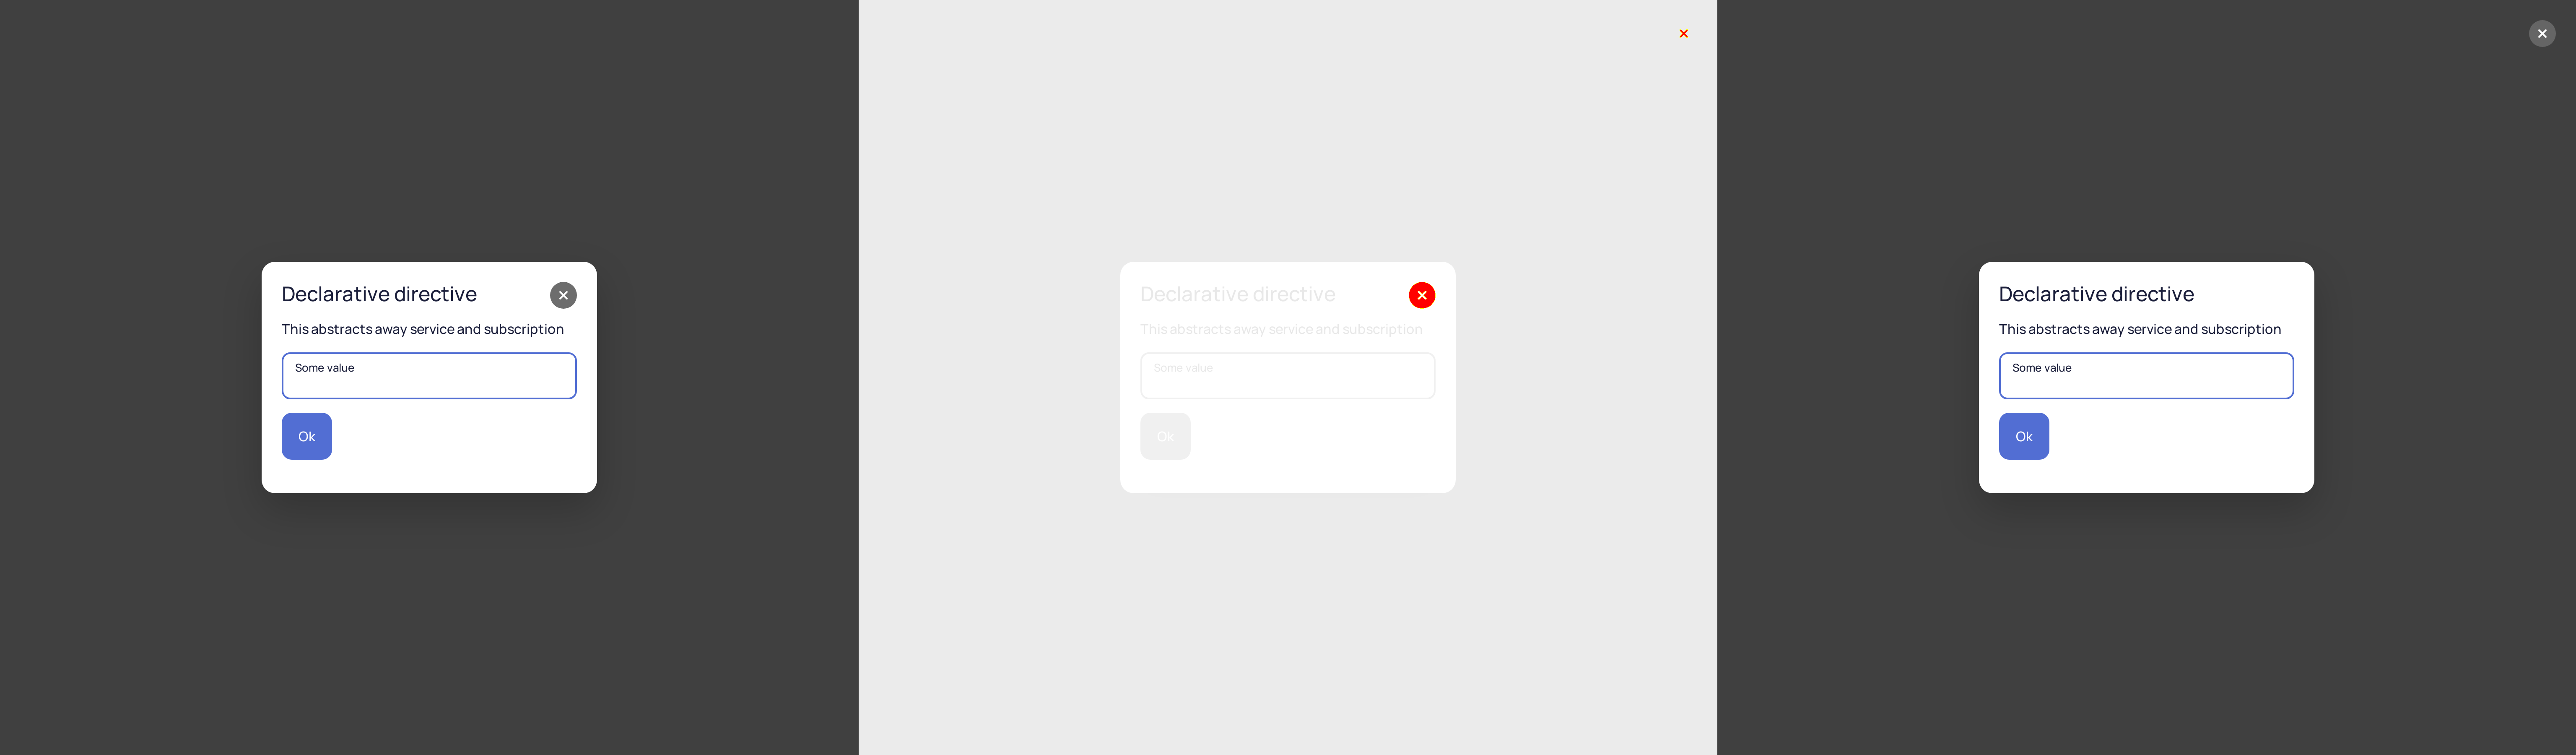 Declarative directive
This abstracts away service and subscription
Some value
Ok
Declarative directive
This abstracts away service and subscription
Some value
Ok
Declarative directive
This abstracts away service and subscription
Some value
Ok